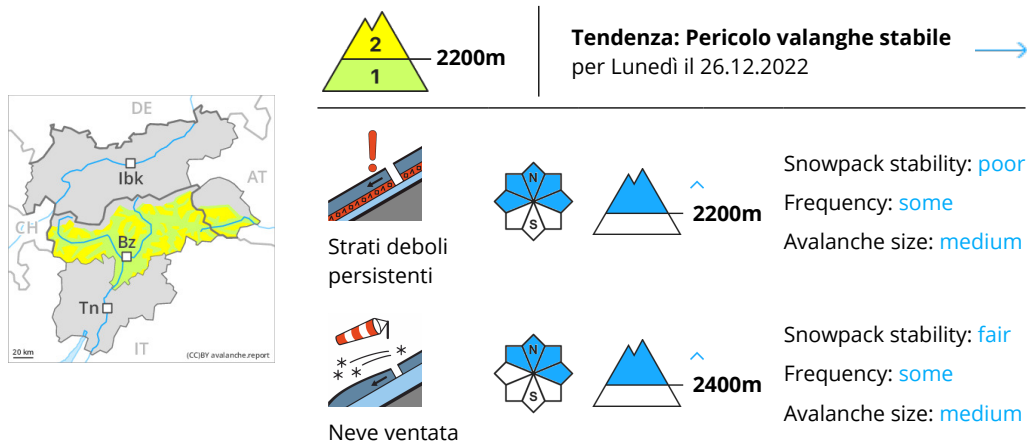 2
1
2200m
Tendenza: Pericolo valanghe stabile
per Lunedì il 26.12.2022
DE
Ibk
AT
CH
Bz
Tn
IT
20 km
(CC)BY avalanche.report
N
S
2200m
Snowpack stability: poor
Frequency: some
Avalanche size: medium
Strati deboli
persistenti
N
S
2400m
Snowpack stability: fair
Frequency: some
Avalanche size: medium
Neve ventata